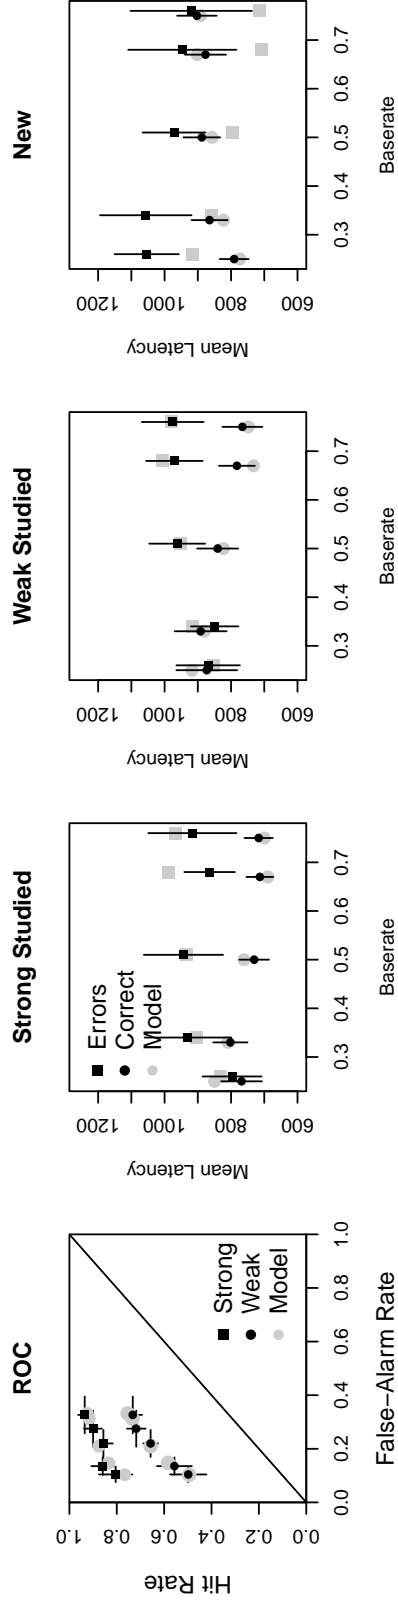 ROC
Hit Rate
1.0
0.8
0.6
0.4
0.2
0.0
Strong
Weak
Model
0.0 0.2 0.4 0.6 0.8 1.0
False−Alarm Rate
Strong Studied
Mean Latency
1200
1000
800
600
Errors
Correct
Model
0.3 0.4 0.5 0.6 0.7
Baserate
Weak Studied
Mean Latency
1200
1000
800
600
0.3 0.4 0.5 0.6 0.7
Baserate
New
Mean Latency
1200
1000
800
600
0.3 0.4 0.5 0.6 0.7
Baserate